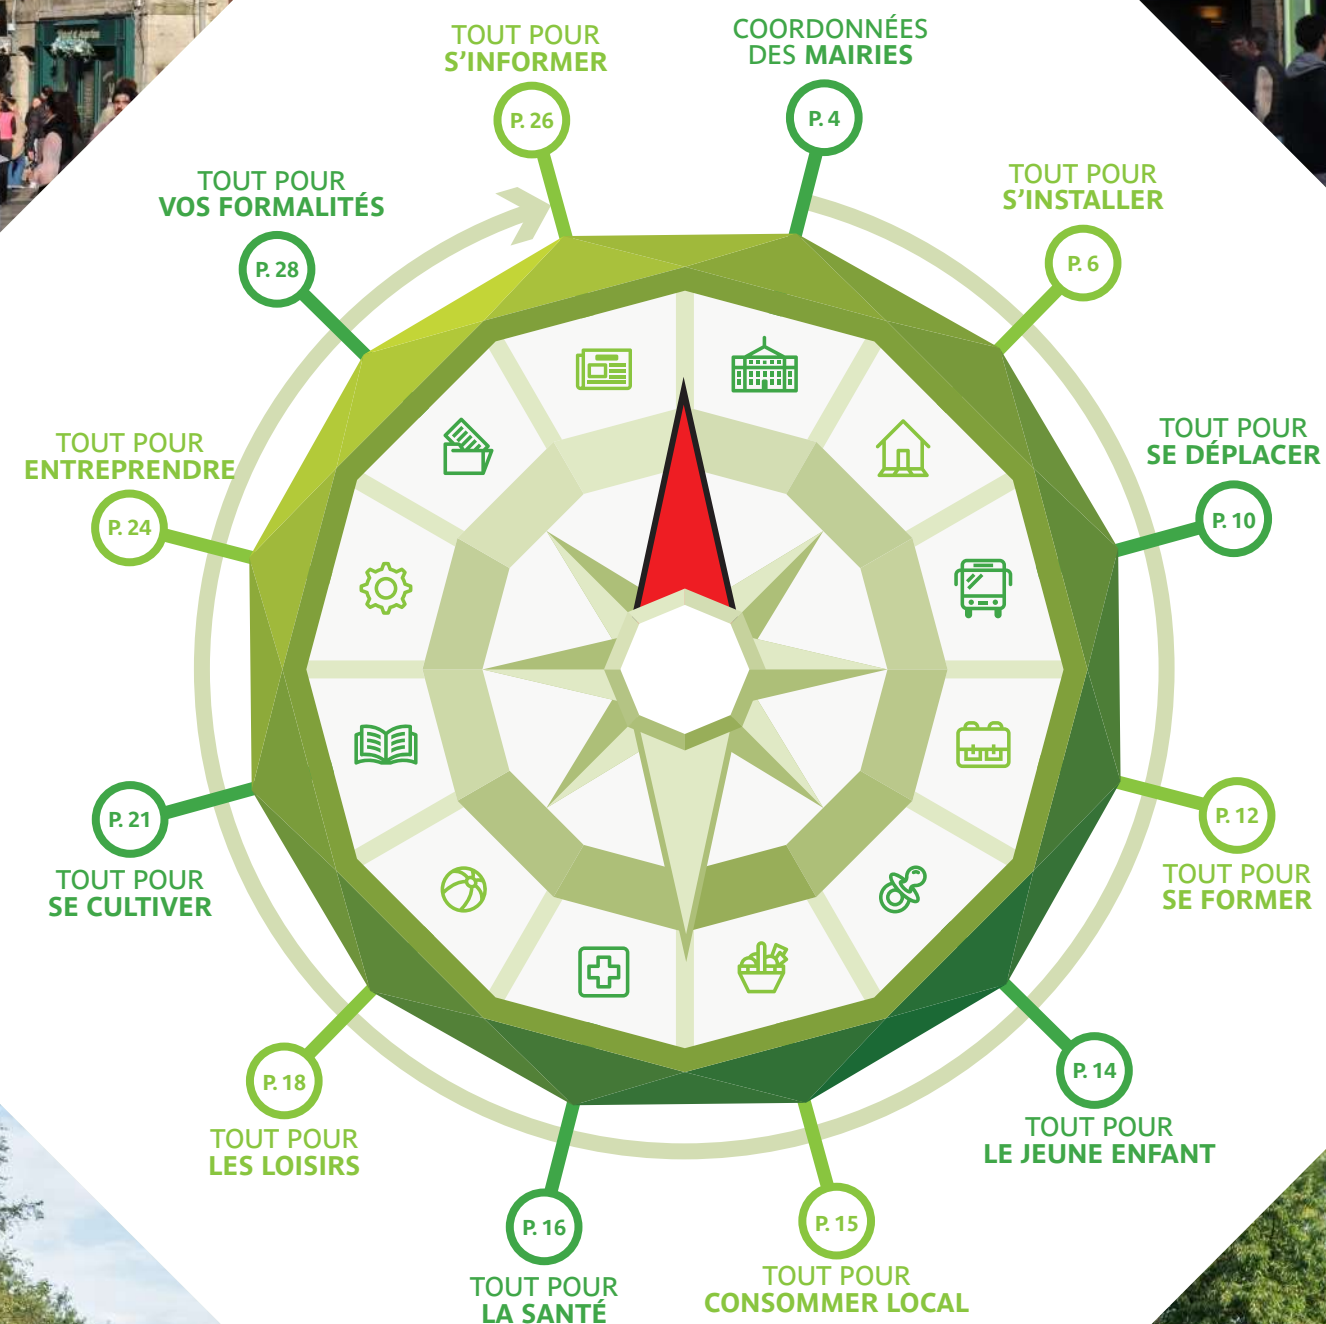 COORDONNÉES
DES MAIRIES
P. 4
TOUT POUR
S'INSTALLER
P. 6
TOUT POUR
SE DÉPLACER
P. 10
P. 12
TOUT POUR
SE FORMER
P. 14
TOUT POUR
LE JEUNE ENFANT
P. 15
TOUT POUR
CONSOMMER LOCAL
P. 16
TOUT POUR
LA SANTÉ
P. 18
TOUT POUR
LES LOISIRS
P. 21
TOUT POUR
SE CULTIVER
TOUT POUR
ENTREPRENDRE
P. 24
TOUT POUR
VOS FORMALITÉS
P. 28
TOUT POUR
S'INFORMER
P. 26